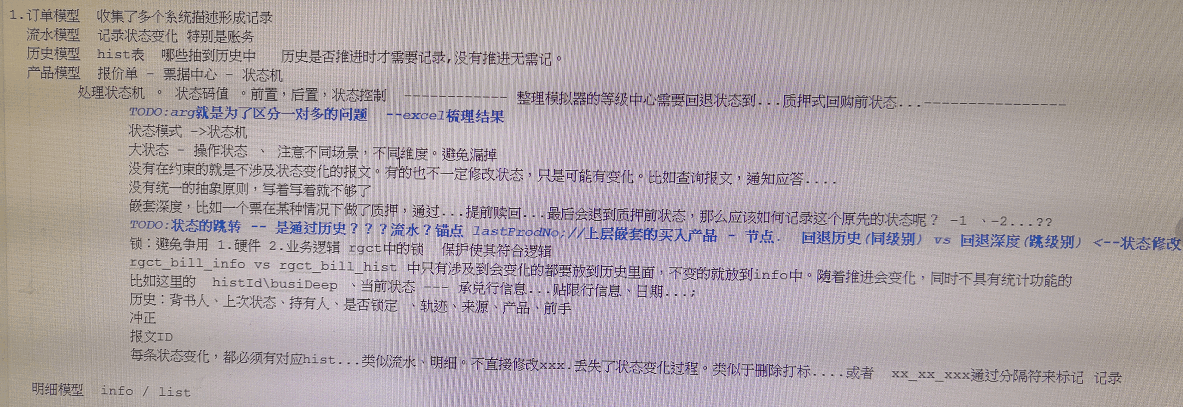 1.订单模型  收集了多个系统描述形成记录
流水模型  记录状态变化 特别是账务
历史模型  hist表  哪些抽到历史中   历史是否推进时才需要记录,没有推进无需记。
产品模型  报价单 - 票据中心 - 状态机
处理状态机 。 状态码值 。前置，后置，状态控制  ------------ 整理模拟器的等级中心需要回退状态到...质押式回购前状态...----------------
TODO:arg就是为了区分一对多的问题  --excel梳理结果
状态模式 ->状态机
大状态 - 操作状态 、 注意不同场景，不同维度。避免漏掉
没有在约束的就是不涉及状态变化的报文。有的也不一定修改状态，只是可能有变化。比如查询报文，通知应答....
没有统一的抽象原则，写着写着就不够了
嵌套深度，比如一个票在某种情况下做了质押，通过...提前赎回...最后会退到质押前状态，那么应该如何记录这个原先的状态呢？ -1 、-2...??
TODO:状态的跳转 -- 是通过历史？？？流水？锚点 lastProdNo;//上层嵌套的买入产品 - 节点.  回退历史(同级别) vs 回退深度(跳级别) <--状态修改
锁：避免争用 1.硬件 2.业务逻辑 rgct中的锁  保护使其符合逻辑
rgct_bill_info vs rgct_bill_hist 中只有涉及到会变化的都要放到历史里面，不变的就放到info中。随着推进会变化，同时不具有统计功能的
比如这里的  histId\busiDeep 、当前状态 --- 承兑行信息...贴限行信息、日期...;
历史：背书人、上次状态、持有人、是否锁定 、轨迹、来源、产品、前手
冲正
报文ID
每条状态变化，都必须有对应hist...类似流水、明细。不直接修改xxx.丢失了状态变化过程。类似于删除打标....或者  xx_xx_xxx通过分隔符来标记 记录
明细模型  info / list